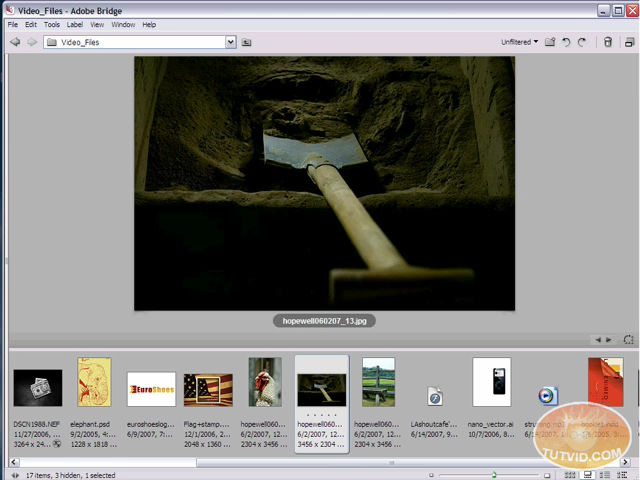 Video_Files - Adobe Bridge
File Edit Tools Label View Window Help
Video_Files
Unfiltered
hopewell060207_13.jpg
EuroShoes
DSCN1988.NEF
11/7/2006, ...
3264 x 24...
elephant.psd
9/2/2005, 4:...
1228 x 1818 ...
euroshoeslog...
6/9/2007, 7:...
Flag+stamp....
12/1/2006, 2...
2048 x 1360 ...
hopewell060...
6/2/2007, 12...
2304 x 3456 ...
hopewell060...
6/2/2007, 12...
3456 x 2304 ...
hopewell060...
6/2/2007, 12...
2304 x 3456 ...
LAshoutcafe'...
6/14/2007, 9...
nano_vector.ai
10/7/2006, 8...
TUTVID.COM
17 items, 3 hidden, 1 selected